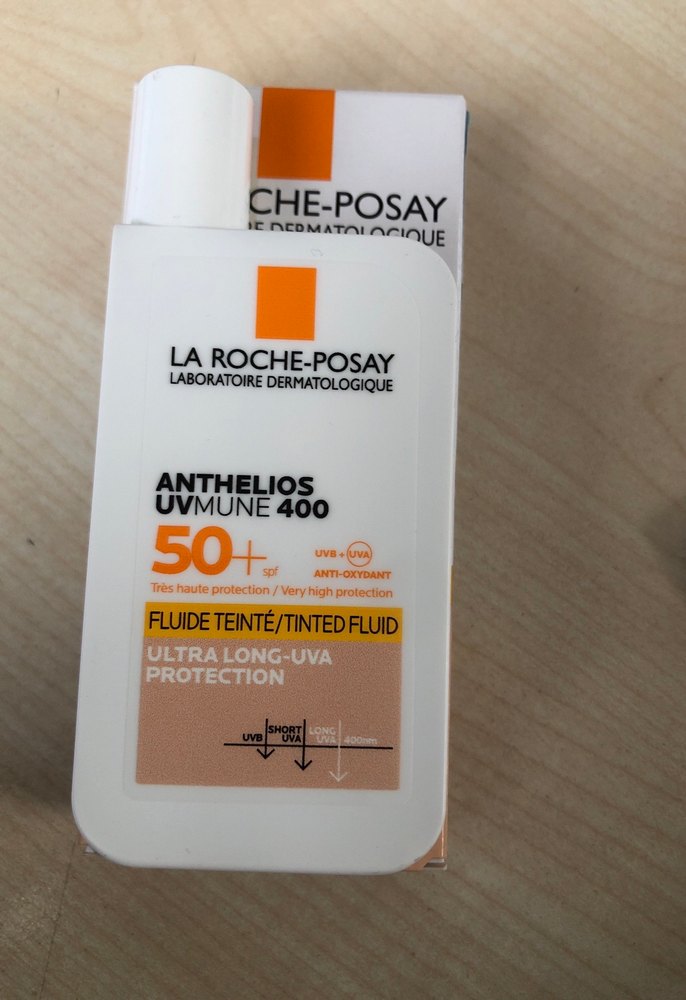 CHE-POSAY
RE DERMATOLOGIQUE
LA ROCHE-POSAY
LABORATOIRE DERMATOLOGIQUE
ANTHELIOS
UVMUNE 400
50+ spf
UVB + UVA
ANTI-OXYDANT
Très haute protection / Very high protection
FLUIDE TEINTÉ/TINTED FLUID
ULTRA LONG-UVA
PROTECTION
UVB SHORT UVA LONG UVA 400nm